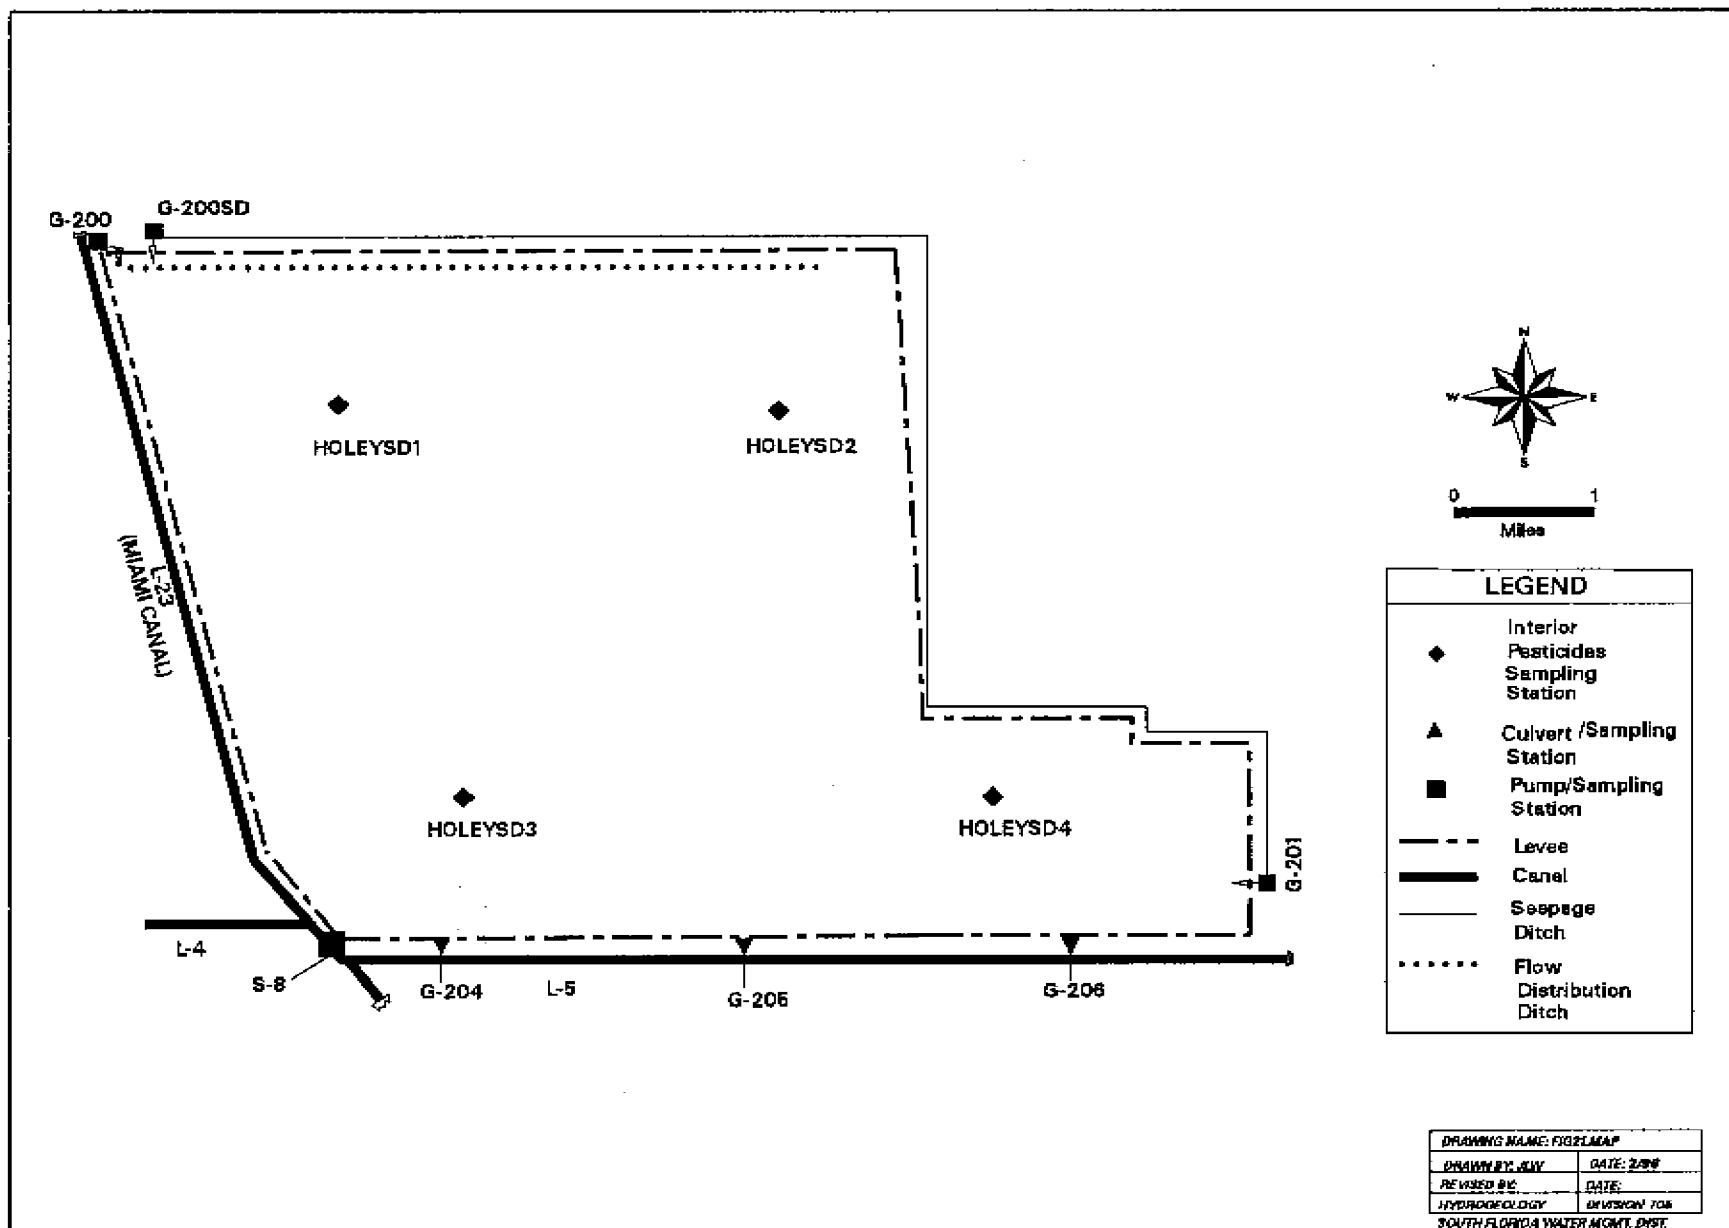 G-200SD
G-200
HOLEYSD1
HOLEYSD2
N
W
E
S
0 1
Miles
L-23
(MIAMI CANAL)
LEGEND
Interior
Pesticides
Sampling
Station
Culvert /Sampling
Station
Pump/Sampling
Station
Levee
Canal
Seepage
Ditch
Flow
Distribution
Ditch
HOLEYSD3
HOLEYSD4
G-201
L-4
S-8
G-204
L-5
G-205
G-206
DRAWING NAME:
DRAWN BY: DATE:
REVISED BY: DATE:
HYDROGEOLOGY DIVISION
SOUTH FLORIDA WATER MGMT. DIST.